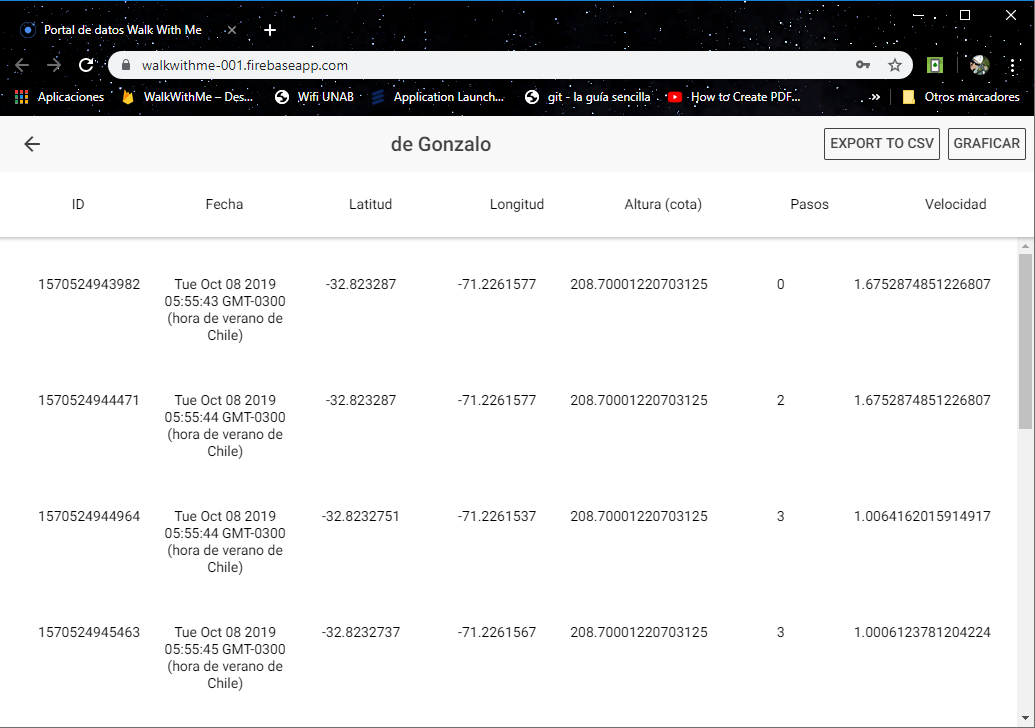 Portal de datos Walk With Me
walkwithme-001.firebaseapp.com
Aplicaciones WalkWithMe – Des... Wifi UNAB Application Launch... git - la guía sencilla How to Create PDF... » Otros marcadores
de Gonzalo EXPORT TO CSV GRAFICAR
ID Fecha Latitud Longitud Altura (cota) Pasos Velocidad
1570524943982 Tue Oct 08 2019 -32.823287 -71.2261577 208.70001220703125 0 1.6752874851226807
05:55:43 GMT-0300
(hora de verano de
Chile)
1570524944471 Tue Oct 08 2019 -32.823287 -71.2261577 208.70001220703125 2 1.6752874851226807
05:55:44 GMT-0300
(hora de verano de
Chile)
1570524944964 Tue Oct 08 2019 -32.8232751 -71.2261537 208.70001220703125 3 1.0064162015914917
05:55:44 GMT-0300
(hora de verano de
Chile)
1570524945463 Tue Oct 08 2019 -32.8232737 -71.2261567 208.70001220703125 3 1.0006123781204224
05:55:45 GMT-0300
(hora de verano de
Chile)